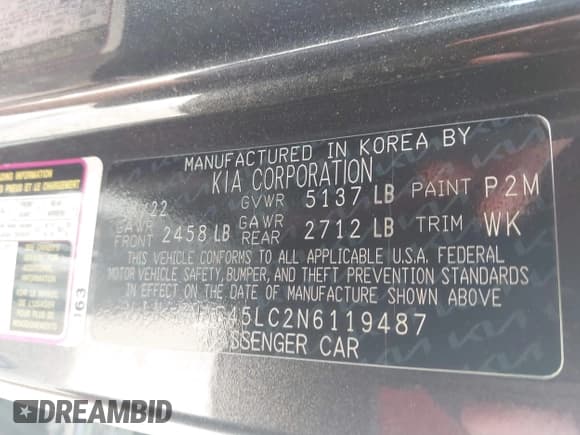 MANUFACTURED IN KOREA BY
KIA CORPORATION
22 GVWR 5137 LB PAINT P2M
GAWR FRONT 2458 LB GAWR REAR 2712 LB TRIM WK
THIS VEHICLE CONFORMS TO ALL APPLICABLE U.S.A. FEDERAL
MOTOR VEHICLE SAFETY, BUMPER, AND THEFT PREVENTION STANDARDS
IN EFFECT ON THE DATE OF MANUFACTURE SHOWN ABOVE
45LC2N6119487
PASSENGER CAR
163
DREAMBID